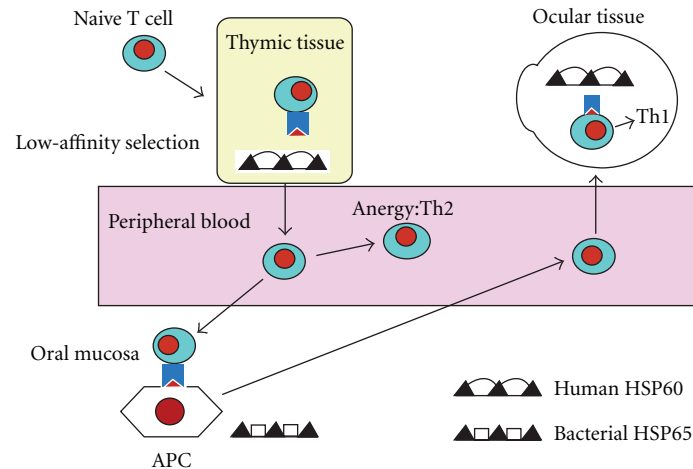 Naive T cell
Thymic tissue
Ocular tissue
Th1
Low-affinity selection
Peripheral blood
Anergy:Th2
Oral mucosa
APC
Human HSP60
Bacterial HSP65